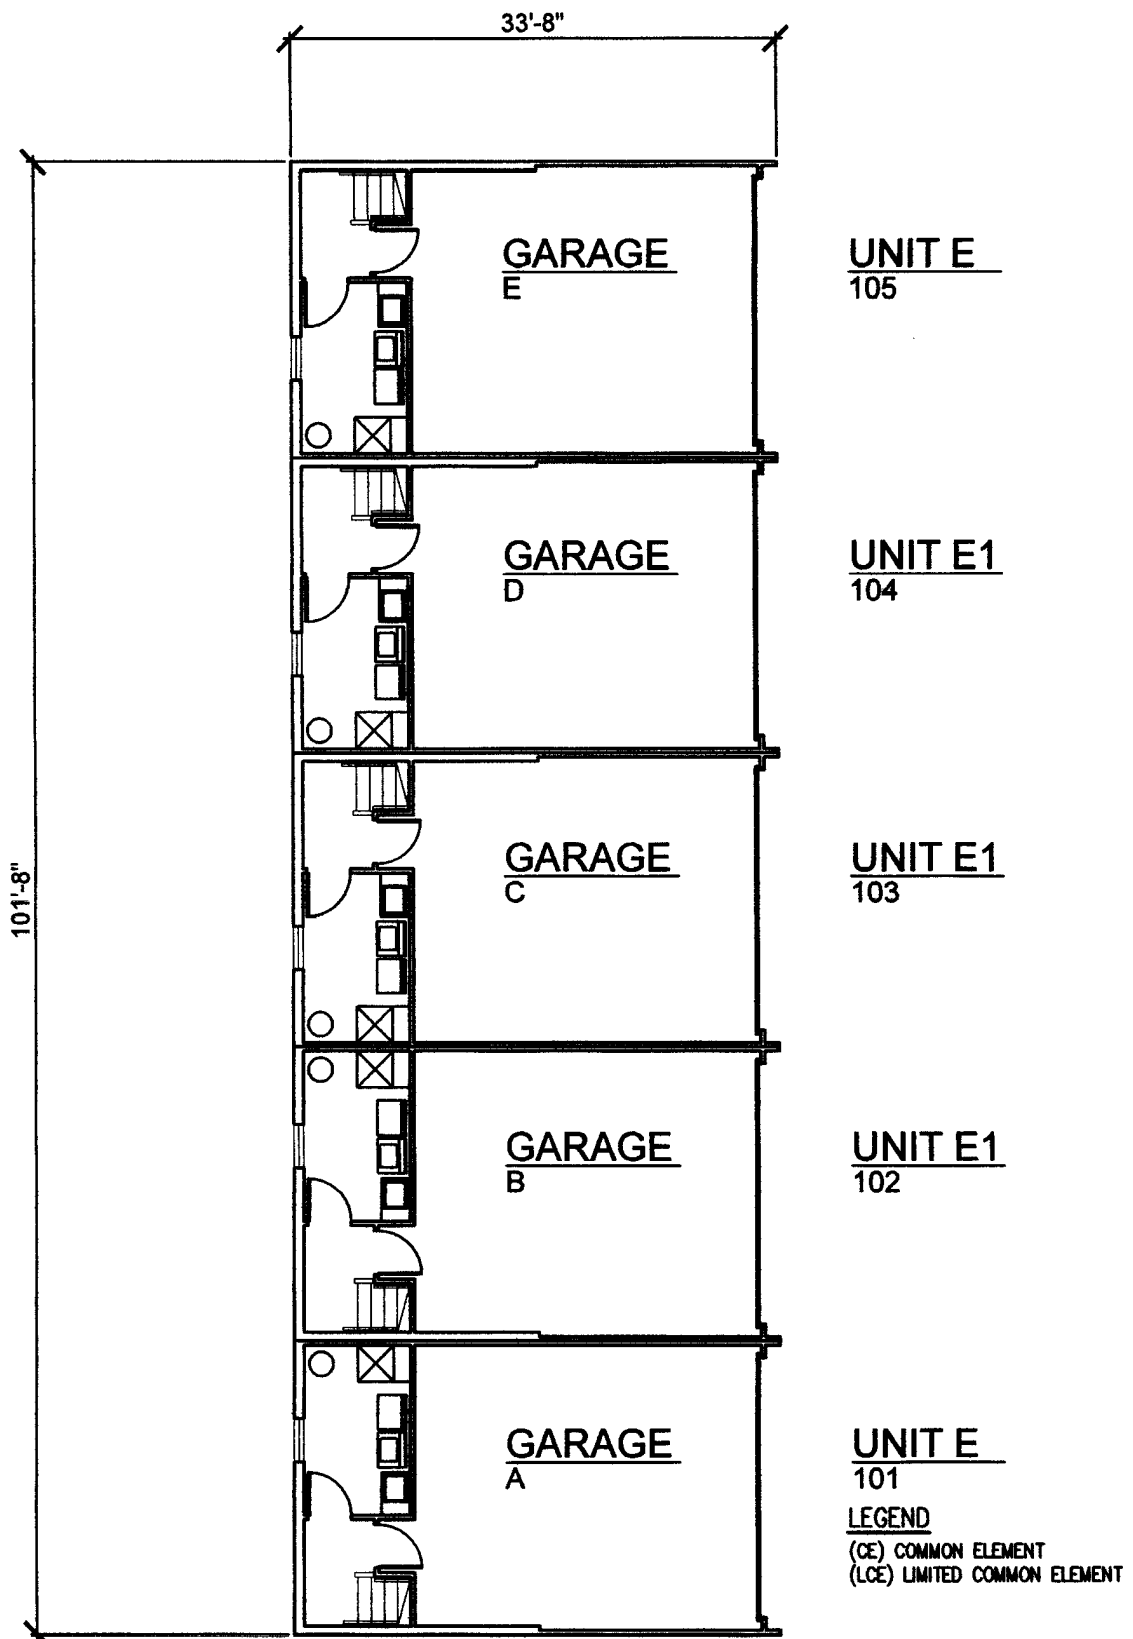 33'-8"
GARAGE
E
UNIT E
105
GARAGE
D
UNIT E1
104
101'-8"
GARAGE
C
UNIT E1
103
GARAGE
B
UNIT E1
102
GARAGE
A
UNIT E
101
LEGEND
(CE) COMMON ELEMENT
(LCE) LIMITED COMMON ELEMENT